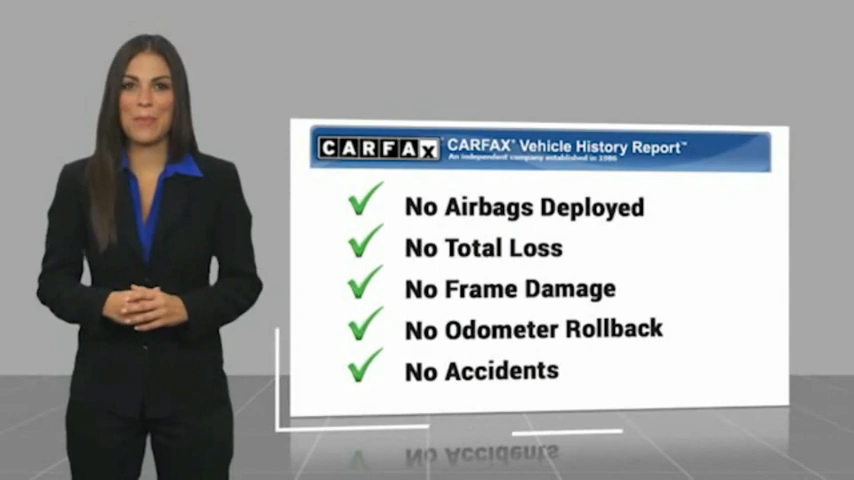 CARFAX CARFAX® Vehicle History Report™
An independent company established in 1986
No Airbags Deployed
No Total Loss
No Frame Damage
No Odometer Rollback
No Accidents
No Accidents